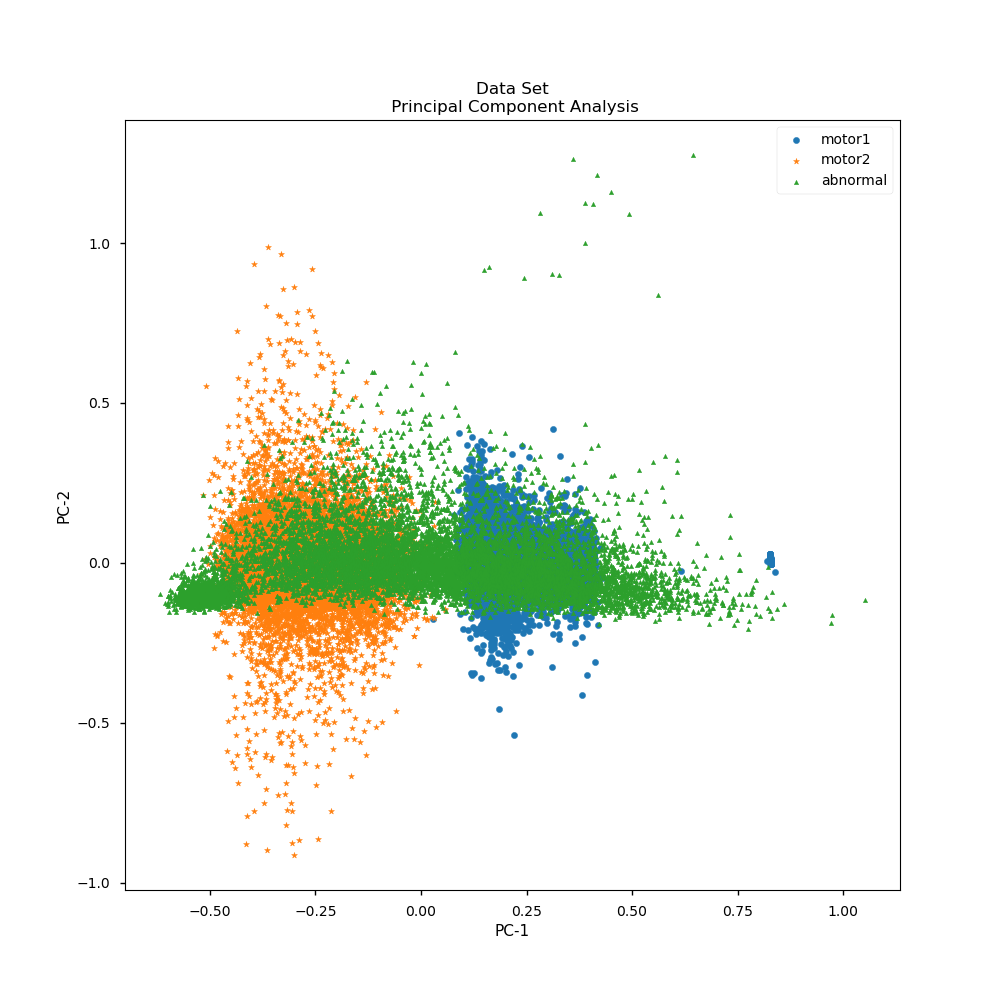 Data Set
Principal Component Analysis
motor1
motor2
abnormal
1.0
0.5
0.0
−0.5
−1.0
PC-2
−0.50 −0.25 0.00 0.25 0.50 0.75 1.00
PC-1